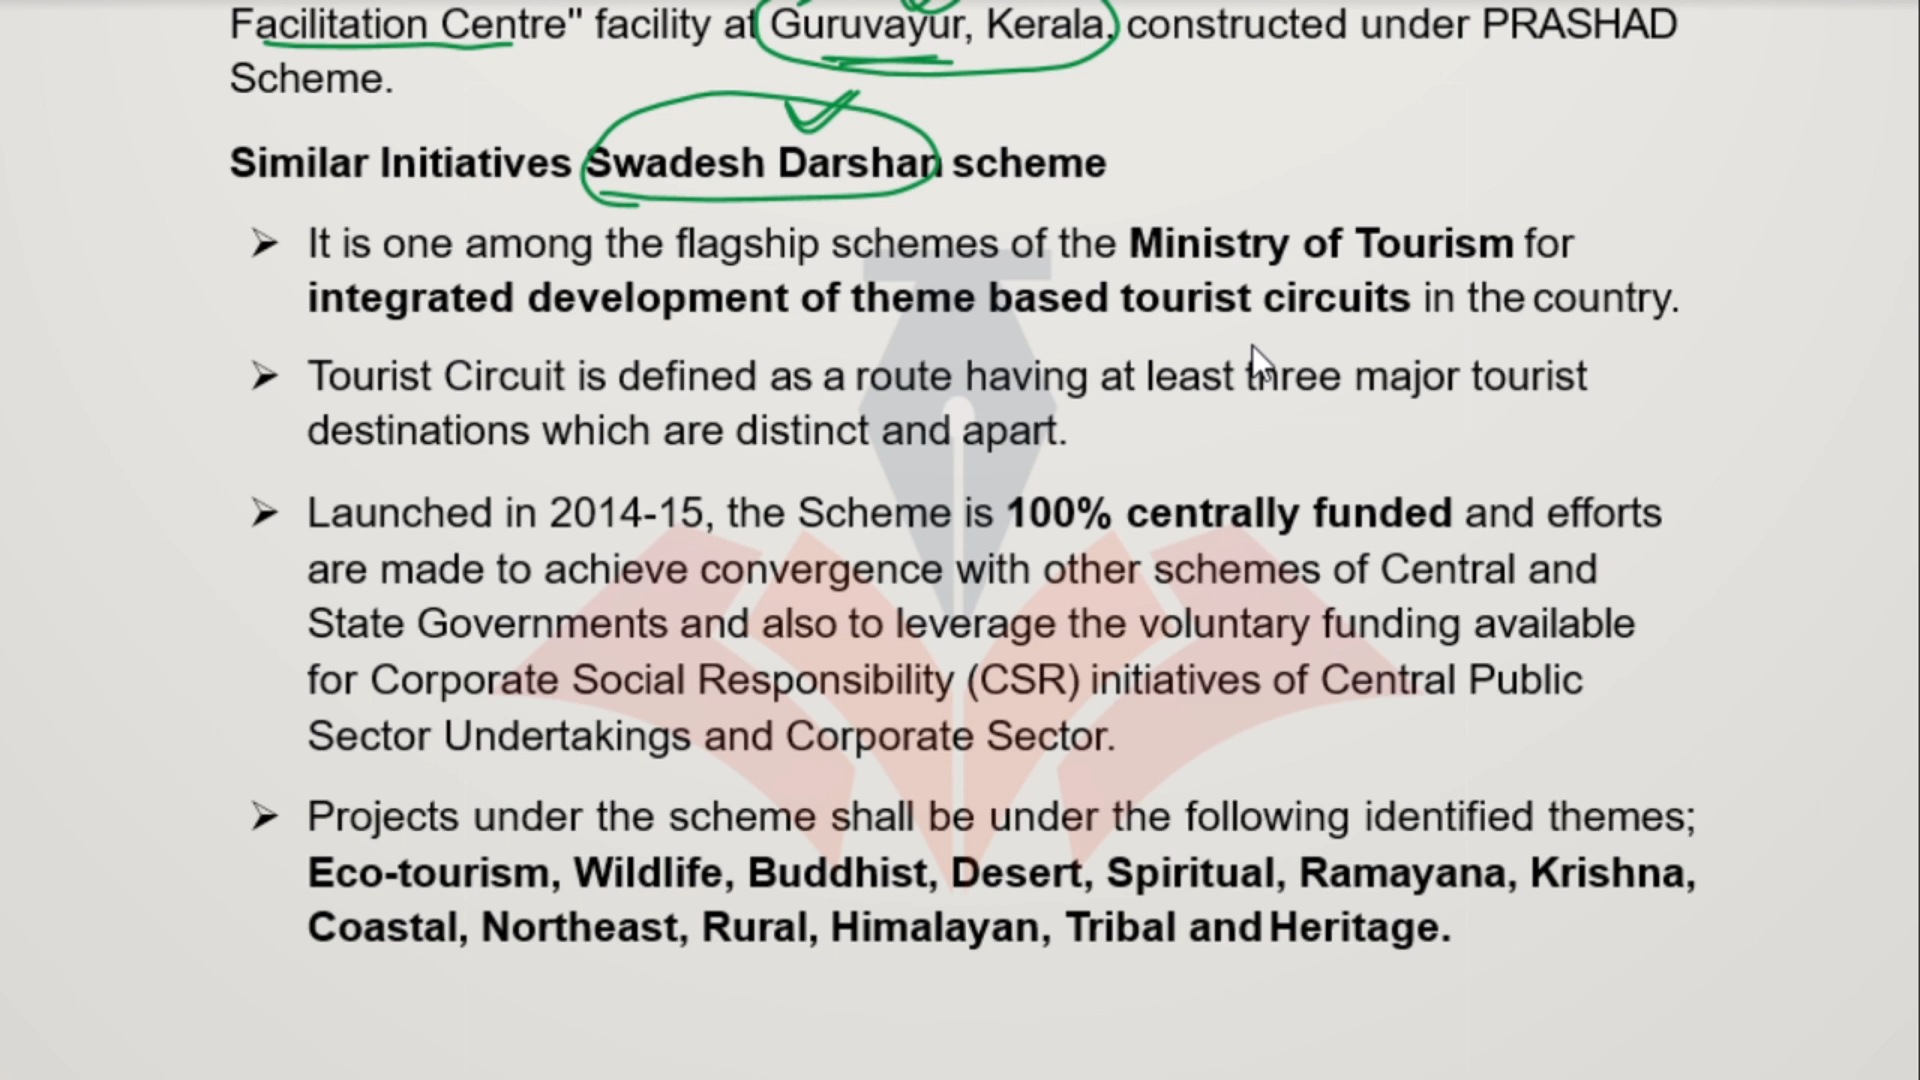 Facilitation Centre" facility at Guruvayur, Kerala, constructed under PRASHAD
Scheme.
Similar Initiatives Swadesh Darshan scheme
➢ It is one among the flagship schemes of the Ministry of Tourism for
integrated development of theme based tourist circuits in the country.
➢ Tourist Circuit is defined as a route having at least three major tourist
destinations which are distinct and apart.
➢ Launched in 2014-15, the Scheme is 100% centrally funded and efforts
are made to achieve convergence with other schemes of Central and
State Governments and also to leverage the voluntary funding available
for Corporate Social Responsibility (CSR) initiatives of Central Public
Sector Undertakings and Corporate Sector.
➢ Projects under the scheme shall be under the following identified themes;
Eco-tourism, Wildlife, Buddhist, Desert, Spiritual, Ramayana, Krishna,
Coastal, Northeast, Rural, Himalayan, Tribal and Heritage.